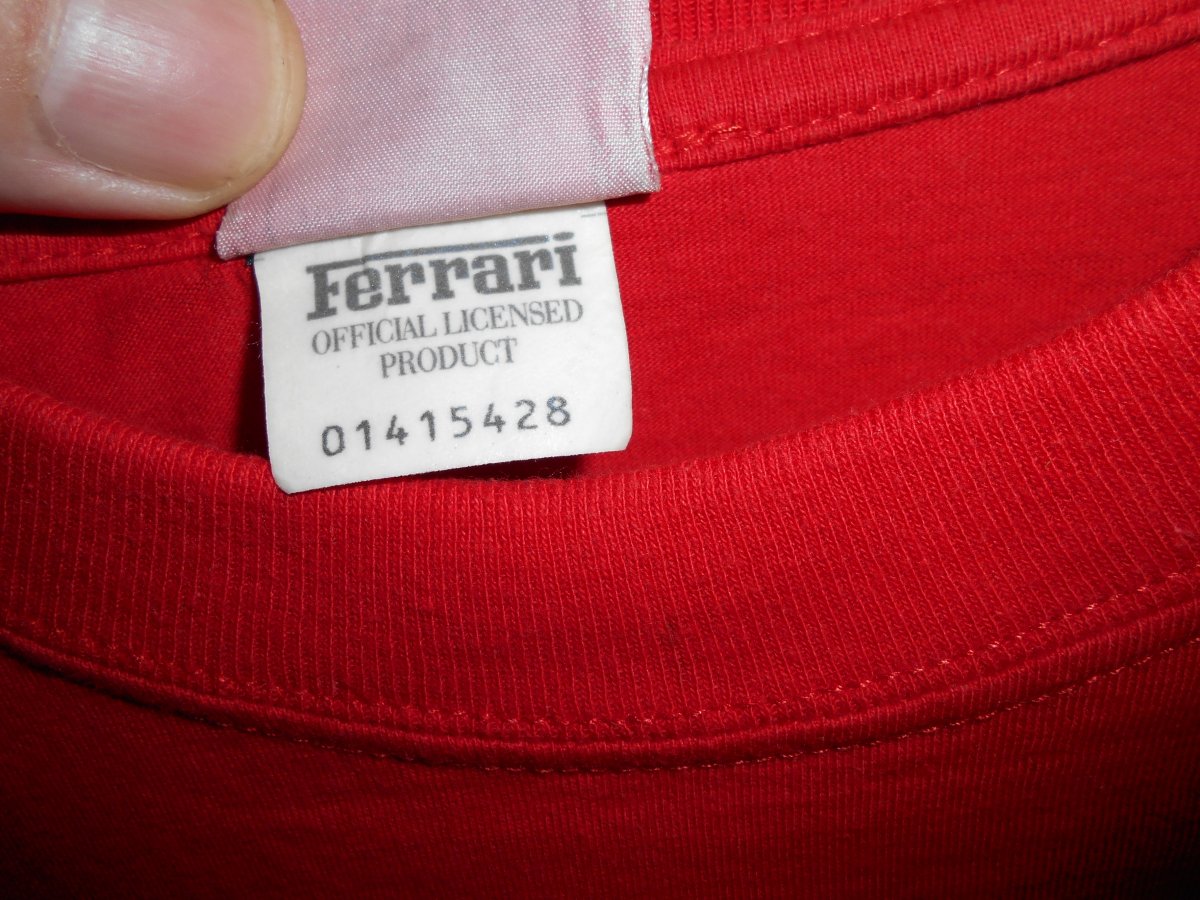 Ferrari
OFFICIAL LICENSED
PRODUCT
01415428